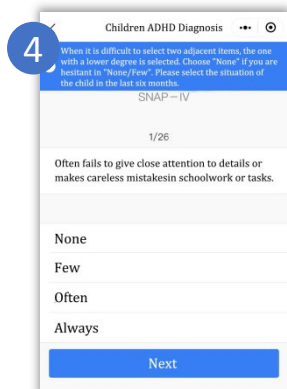 4
Children ADHD Diagnosis
When it is difficult to select two adjacent items, the one
with a lower degree is selected. Choose "None" if you are
hesitant in "None/Few". Please select the situation of
the child in the last six months.
SNAP-IV
1/26
Often fails to give close attention to details or
makes careless mistakesin schoolwork or tasks.
None
Few
Often
Always
Next